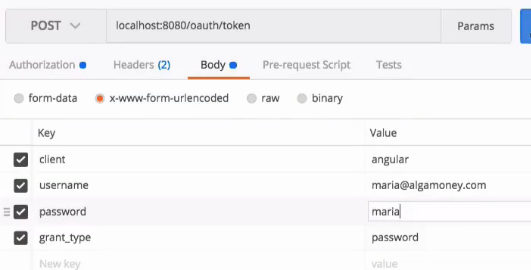 POST localhost:8080/oauth/token Params
Authorization Headers (2) Body Pre-request Script Tests
form-data x-www-form-urlencoded raw binary
Key Value
client angular
username maria@algamoney.com
password maria
grant_type password
New key value